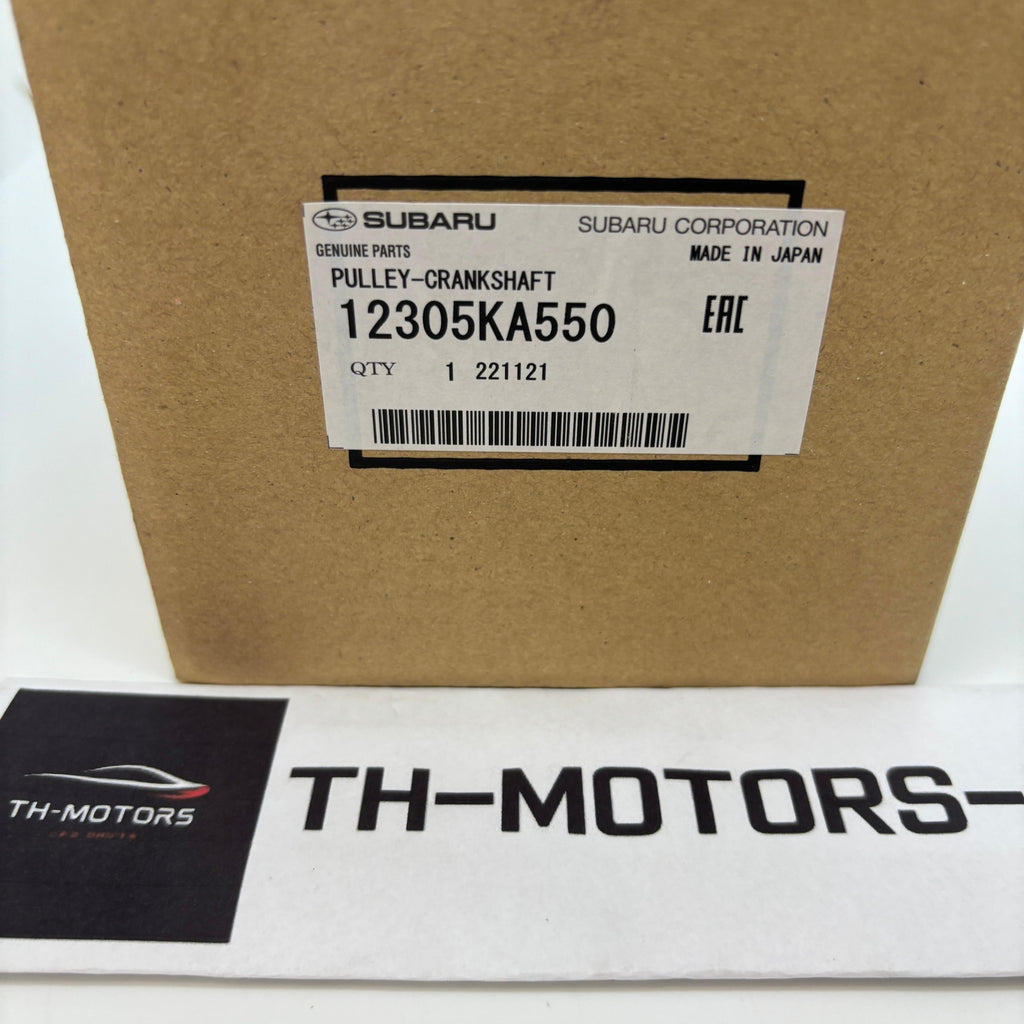 SUBARU SUBARU CORPORATION
GENUINE PARTS MADE IN JAPAN
PULLEY-CRANKSHAFT
12305KA550 EAC
QTY 1 221121
TH-MOTORS
TH-MOTORS-